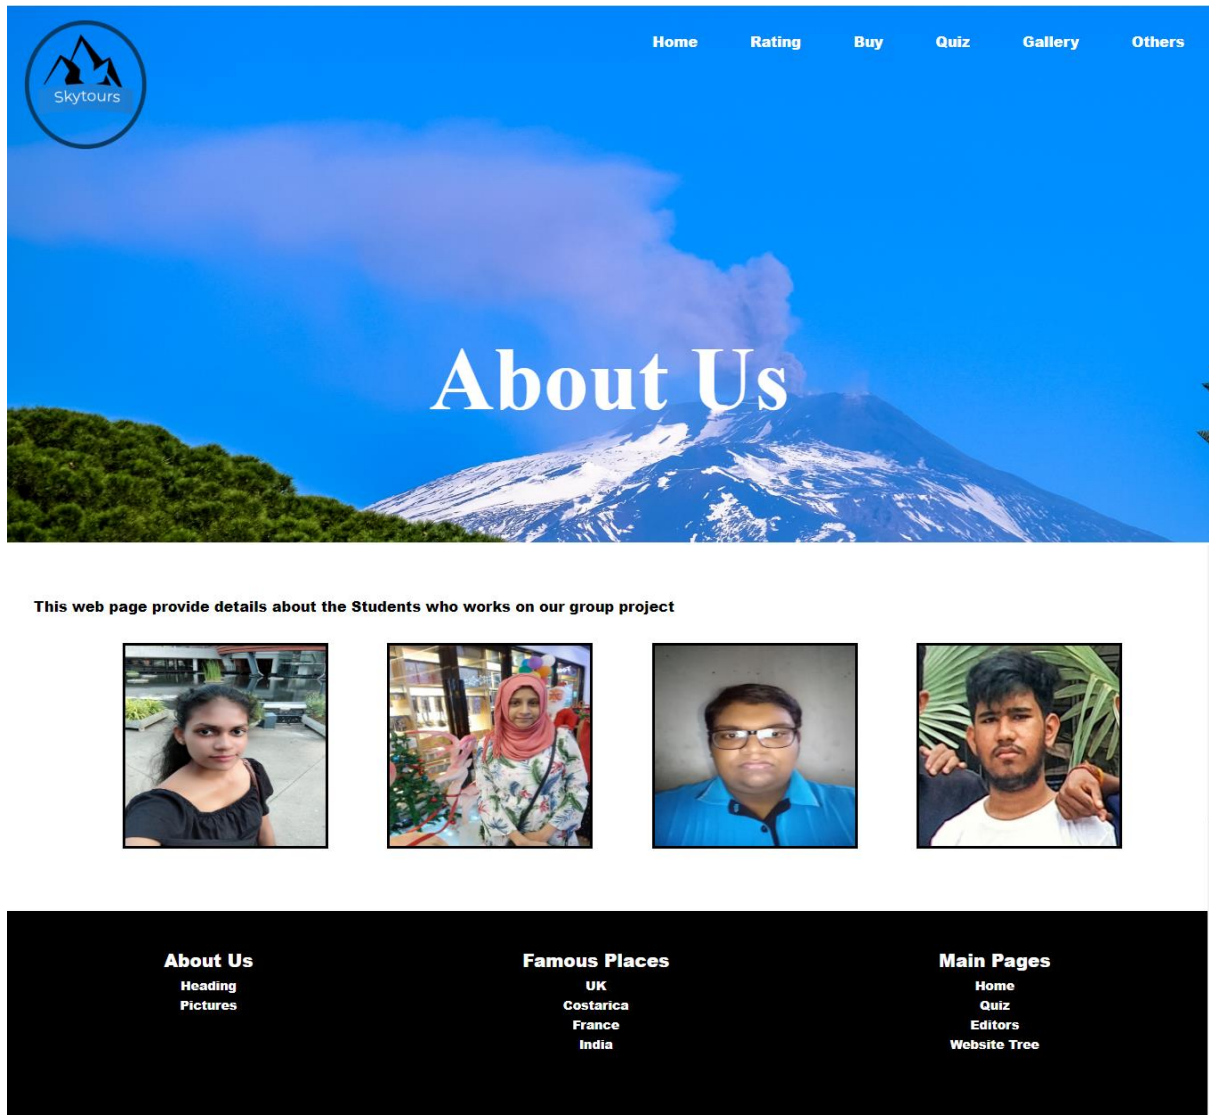 Skytours
Home Rating Buy Quiz Gallery Others
About Us
This web page provide details about the Students who works on our group project
About Us
Heading
Pictures
Famous Places
UK
Costarica
France
India
Main Pages
Home
Quiz
Editors
Website Tree